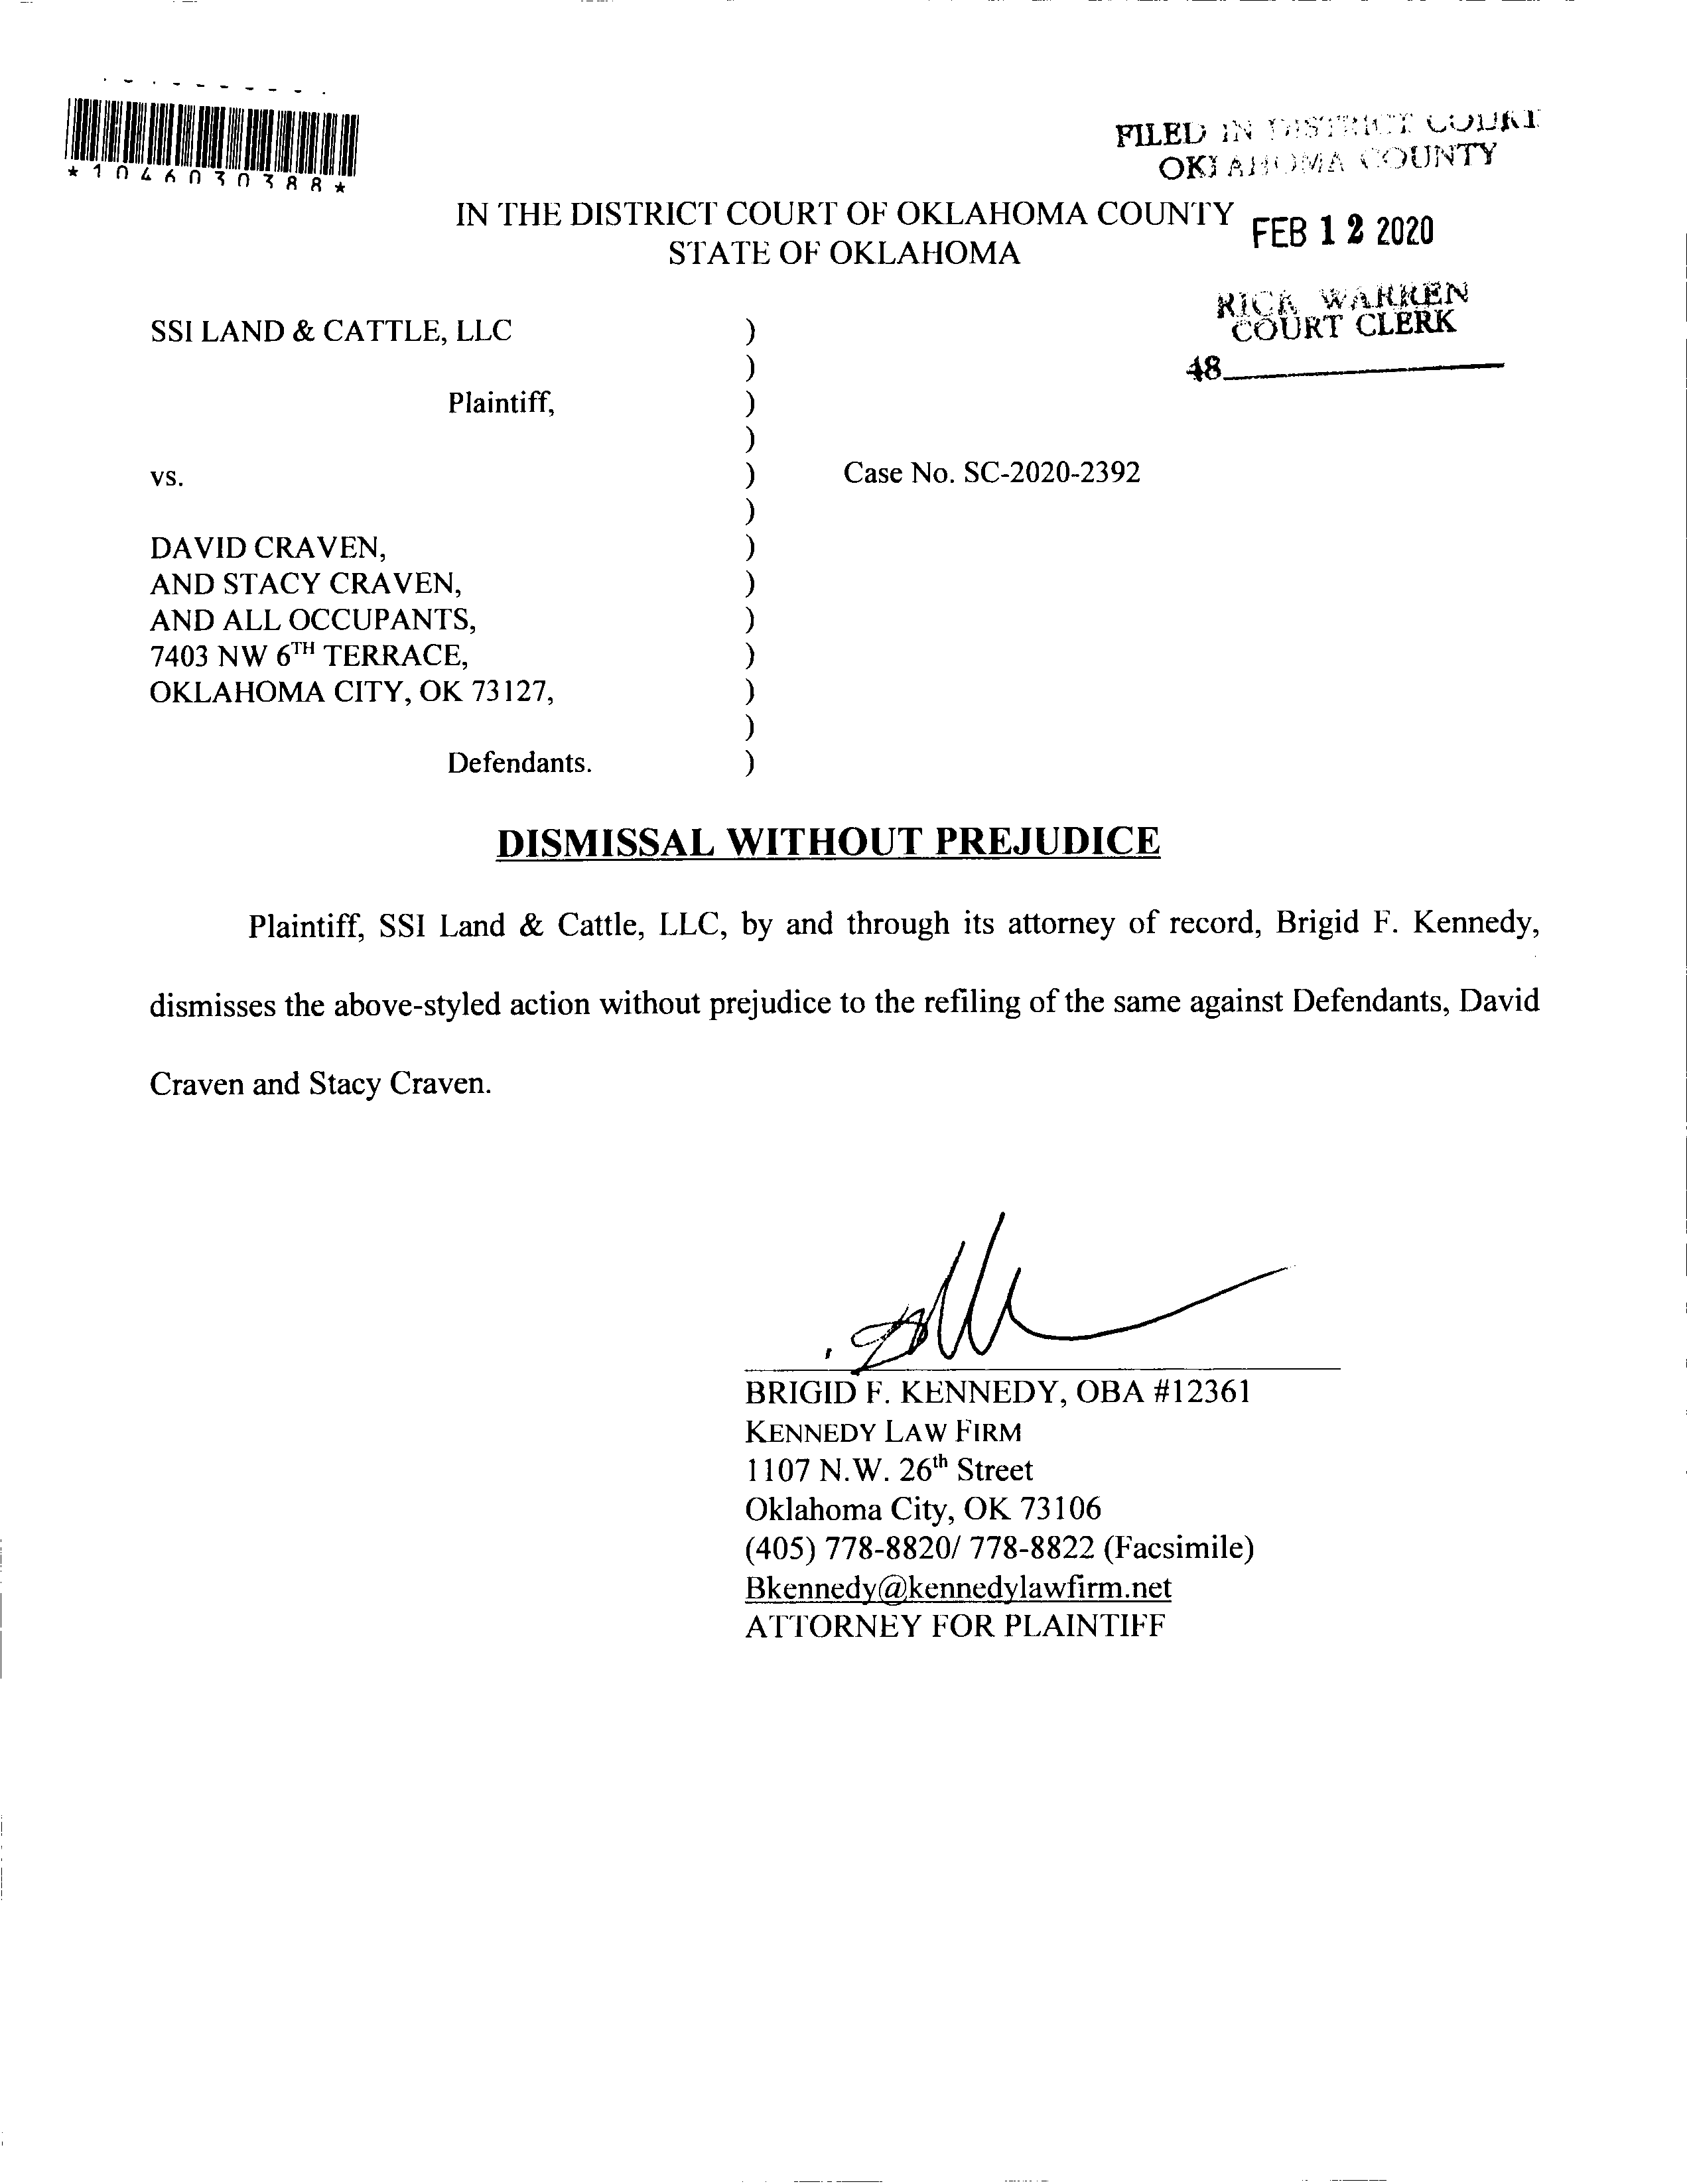 *1046030388*
FILED IN DISTRICT COURT
OKLAHOMA COUNTY
IN THE DISTRICT COURT OF OKLAHOMA COUNTY
STATE OF OKLAHOMA
FEB 12 2020
RICK WARREN
COURT CLERK
48
SSI LAND & CATTLE, LLC )
)
Plaintiff, )
)
vs. ) Case No. SC-2020-2392
)
DAVID CRAVEN, )
AND STACY CRAVEN, )
AND ALL OCCUPANTS, )
7403 NW 6TH TERRACE, )
OKLAHOMA CITY, OK 73127, )
)
Defendants. )
DISMISSAL WITHOUT PREJUDICE
Plaintiff, SSI Land & Cattle, LLC, by and through its attorney of record, Brigid F. Kennedy,
dismisses the above-styled action without prejudice to the refiling of the same against Defendants, David
Craven and Stacy Craven.
BRIGID F. KENNEDY, OBA #12361
KENNEDY LAW FIRM
1107 N.W. 26th Street
Oklahoma City, OK 73106
(405) 778-8820/ 778-8822 (Facsimile)
Bkennedy@kennedylawfirm.net
ATTORNEY FOR PLAINTIFF